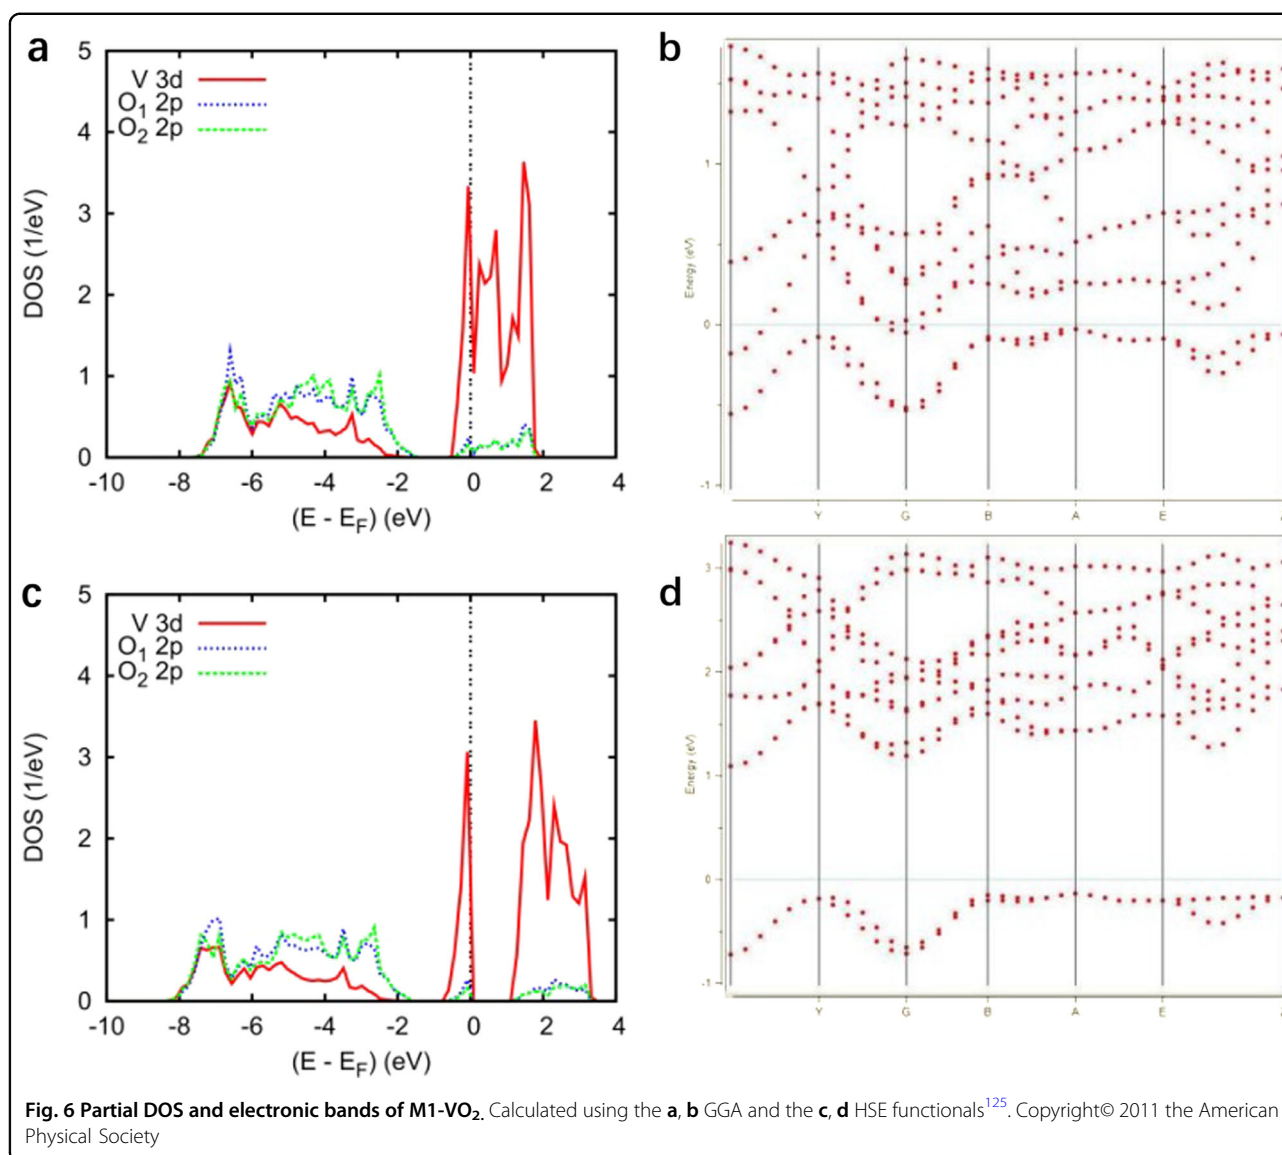 a
5
4
3
2
1
0
DOS (1/eV)
V 3d
O1 2p
O2 2p
-10 -8 -6 -4 -2 0 2 4
(E - EF) (eV)
b
1
0
-1
Energy (eV)
Y G B A E
c
5
4
3
2
1
0
DOS (1/eV)
V 3d
O1 2p
O2 2p
-10 -8 -6 -4 -2 0 2 4
(E - EF) (eV)
d
3
2
1
0
-1
Energy (eV)
Y G B A E
Fig. 6 Partial DOS and electronic bands of M1-VO2. Calculated using the a, b GGA and the c, d HSE functionals125. Copyright© 2011 the American
Physical Society